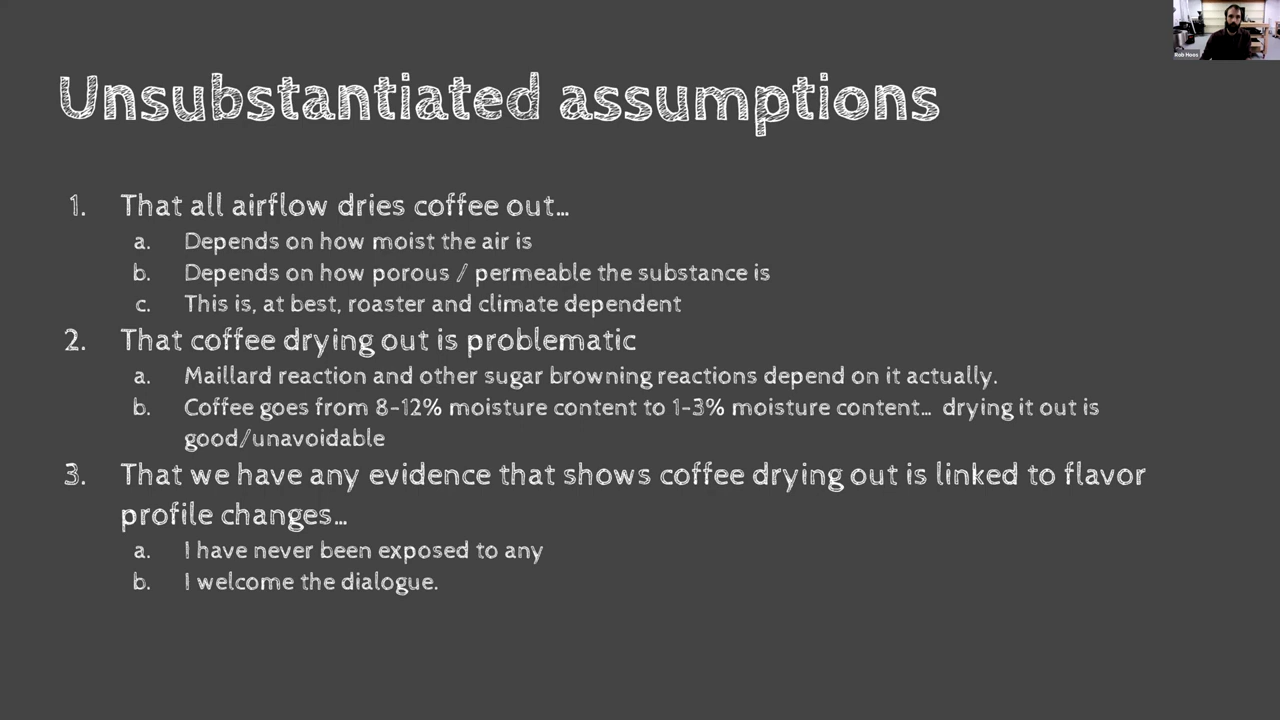 Unsubstantiated assumptions
1. That all airflow dries coffee out...
a. Depends on how moist the air is
b. Depends on how porous / permeable the substance is
c. This is, at best, roaster and climate dependent
2. That coffee drying out is problematic
a. Maillard reaction and other sugar browning reactions depend on it actually.
b. Coffee goes from 8-12% moisture content to 1-3% moisture content... drying it out is
good/unavoidable
3. That we have any evidence that shows coffee drying out is linked to flavor
profile changes...
a. I have never been exposed to any
b. I welcome the dialogue.
Rob Hoos